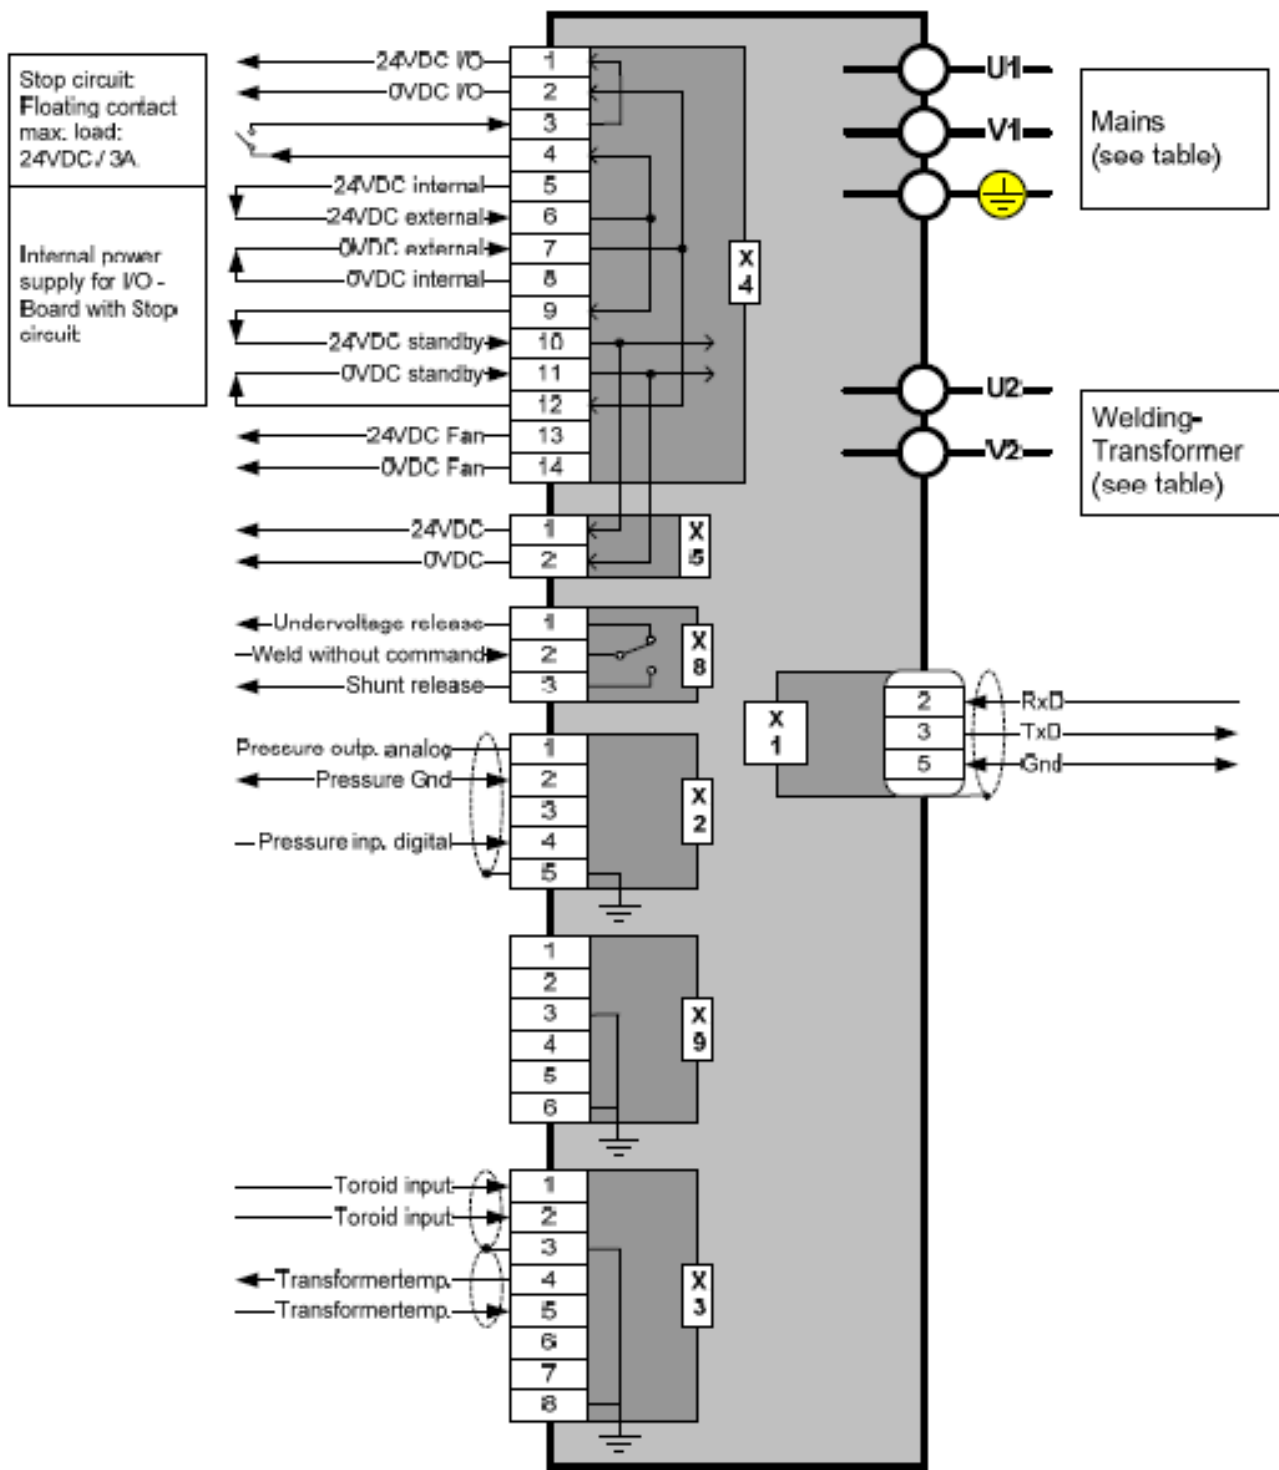 Stop circuit:
Floating contact
max. load:
24VDC / 3A
Internal power
supply for I/O -
Board with Stop
circuit
24VDC I/O 1
0VDC I/O 2
3
4
24VDC internal 5
24VDC external 6
0VDC external 7
0VDC internal 8
9
24VDC standby 10
0VDC standby 11
12
24VDC Fan 13
0VDC Fan 14
X
4
24VDC 1
0VDC 2
X
5
Undervoltage release 1
Weld without command 2
Shunt release 3
X
8
Pressure outp. analog 1
Pressure Gnd 2
3
Pressure inp. digital 4
5
X
2
1
2
3
4
5
6
X
9
Toroid input 1
Toroid input 2
3
Transformertemp. 4
Transformertemp. 5
6
7
8
X
3
U1
V1
Mains
(see table)
U2
V2
Welding-
Transformer
(see table)
X
1
2 RxD
3 TxD
5 Gnd